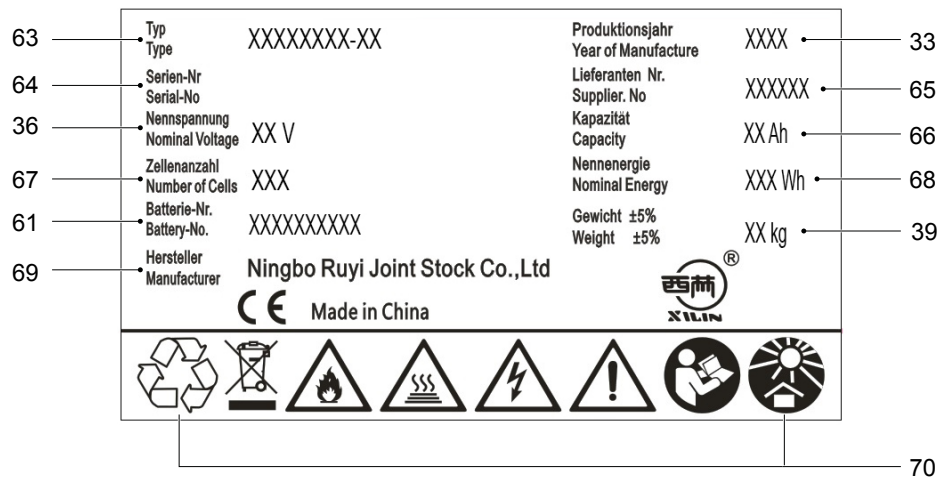 63
Typ
Type
XXXXXXXX-XX
Produktionsjahr
Year of Manufacture
XXXX
33
64
Serien-Nr
Serial-No
Lieferanten Nr.
Supplier. No
XXXXXX
65
36
Nennspannung
Nominal Voltage
XX V
Kapazität
Capacity
XX Ah
66
67
Zellenanzahl
Number of Cells
XXX
Nennenergie
Nominal Energy
XXX Wh
68
61
Batterie-Nr.
Battery-No.
XXXXXXXXXX
Gewicht ±5%
Weight ±5%
XX kg
39
69
Hersteller
Manufacturer
Ningbo Ruyi Joint Stock Co.,Ltd
CE Made in China
西林
®
XILIN
70